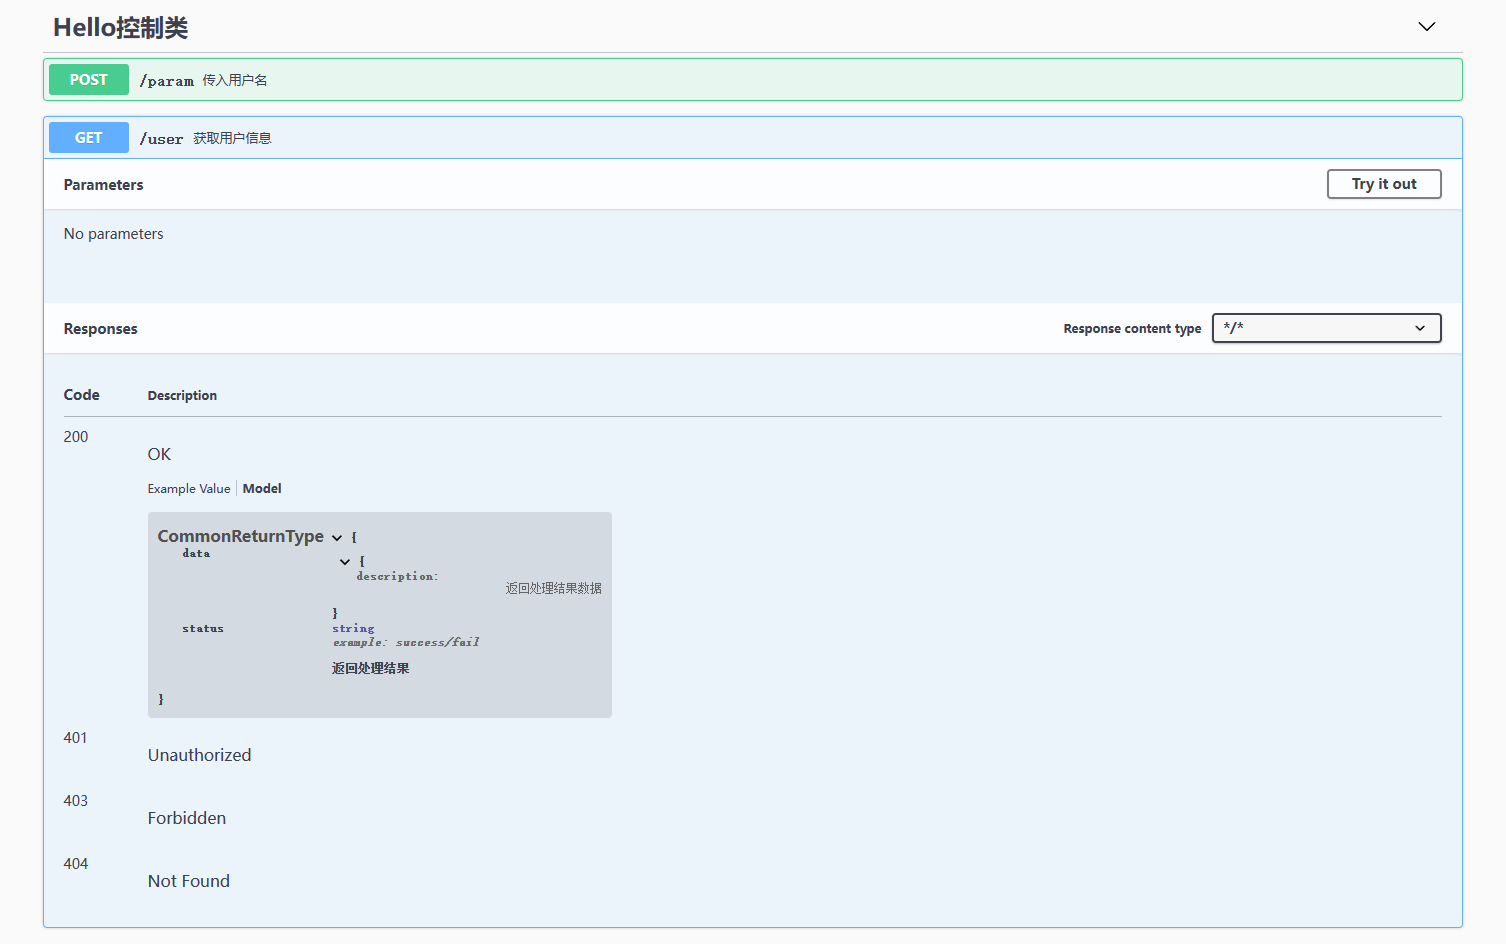 Hello控制类
POST /param 传入用户名
GET /user 获取用户信息
Parameters Try it out
No parameters
Responses Response content type */*
Code Description
200
OK
Example Value Model
CommonReturnType {
data
{
description:
返回处理结果数据
}
status string
example: success/fail
返回处理结果
}
401
Unauthorized
403
Forbidden
404
Not Found